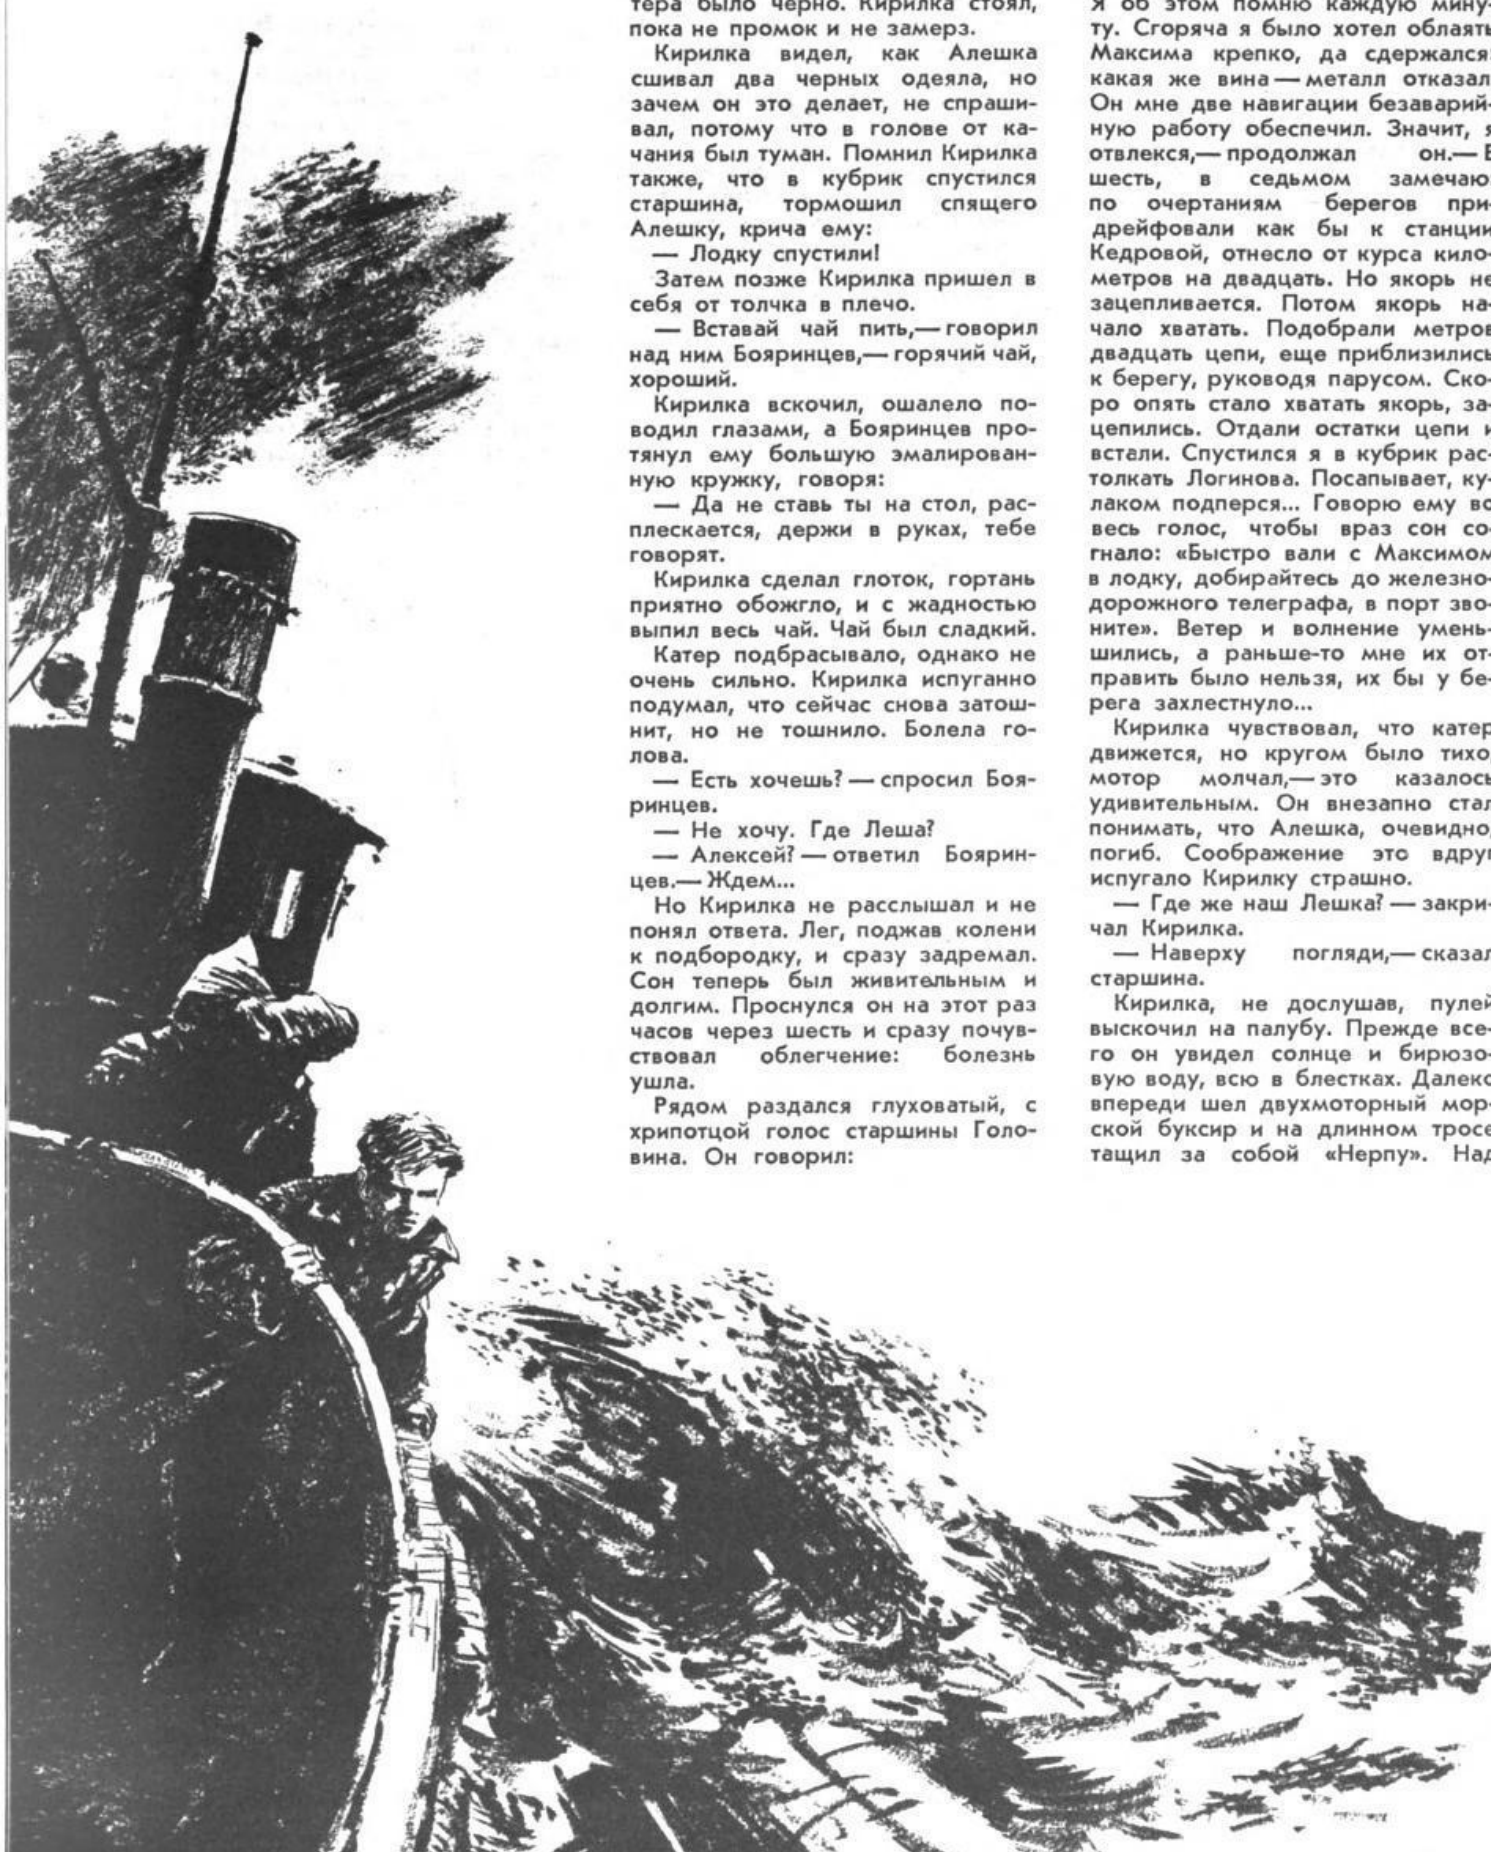 тера было черно. Кирилка стоял,
пока не промок и не замерз.
Кирилка видел, как Алешка
сшивал два черных одеяла, но
зачем он это делает, не спраши-
вал, потому что в голове от ка-
чания был туман. Помнил Кирилка
также, что в кубрик спустился
старшина, тормошил спящего
Алешку, крича ему:
— Лодку спустили!
Затем позже Кирилка пришел в
себя от толчка в плечо.
— Вставай чай пить,— говорил
над ним Бояринцев,— горячий чай,
хороший.
Кирилка вскочил, ошалело по-
водил глазами, а Бояринцев про-
тянул ему большую эмалирован-
ную кружку, говоря:
— Да не ставь ты на стол, рас-
плескается, держи в руках, тебе
говорят.
Кирилка сделал глоток, гортань
приятно обожгло, и с жадностью
выпил весь чай. Чай был сладкий.
Катер подбрасывало, однако не
очень сильно. Кирилка испуганно
подумал, что сейчас снова затош-
нит, но не тошнило. Болела го-
лова.
— Есть хочешь? — спросил Боя-
ринцев.
— Не хочу. Где Леша?
— Алексей? — ответил Боярин-
цев.— Ждем...
Но Кирилка не расслышал и не
понял ответа. Лег, поджав колени
к подбородку, и сразу задремал.
Сон теперь был живительным и
долгим. Проснулся он на этот раз
часов через шесть и сразу почув-
ствовал облегчение: болезнь
ушла.
Рядом раздался глуховатый, с
хрипотцой голос старшины Голо-
вина. Он говорил:
Я об этом помню каждую мину-
ту. Сгоряча я было хотел облаять
Максима крепко, да сдержался:
какая же вина — металл отказал.
Он мне две навигации безаварий-
ную работу обеспечил. Значит, я
отвлекся,— продолжал он.— В
шесть, в седьмом замечаю:
по очертаниям берегов при-
дрейфовали как бы к станции
Кедровой, отнесло от курса кило-
метров на двадцать. Но якорь не
зацепливается. Потом якорь на-
чало хватать. Подобрали метров
двадцать цепи, еще приблизились
к берегу, руководя парусом. Ско-
ро опять стало хватать якорь, за-
цепились. Отдали остатки цепи и
встали. Спустился я в кубрик рас-
толкать Логинова. Посапывает, ку-
лаком подперся... Говорю ему во
весь голос, чтобы враз сон со-
гнало: «Быстро вали с Максимом
в лодку, добирайтесь до железно-
дорожного телеграфа, в порт зво-
ните». Ветер и волнение умень-
шились, а раньше-то мне их от-
править было нельзя, их бы у бе-
рега захлестнуло...
Кирилка чувствовал, что катер
движется, но кругом было тихо,
мотор молчал,— это казалось
удивительным. Он внезапно стал
понимать, что Алешка, очевидно,
погиб. Соображение это вдруг
испугало Кирилку страшно.
— Где же наш Лешка? — закри-
чал Кирилка.
— Наверху погляди,— сказал
старшина.
Кирилка, не дослушав, пулей
выскочил на палубу. Прежде все-
го он увидел солнце и бирюзо-
вую воду, всю в блестках. Далеко
впереди шел двухмоторный мор-
ской буксир и на длинном тросе
тащил за собой «Нерпу». Над